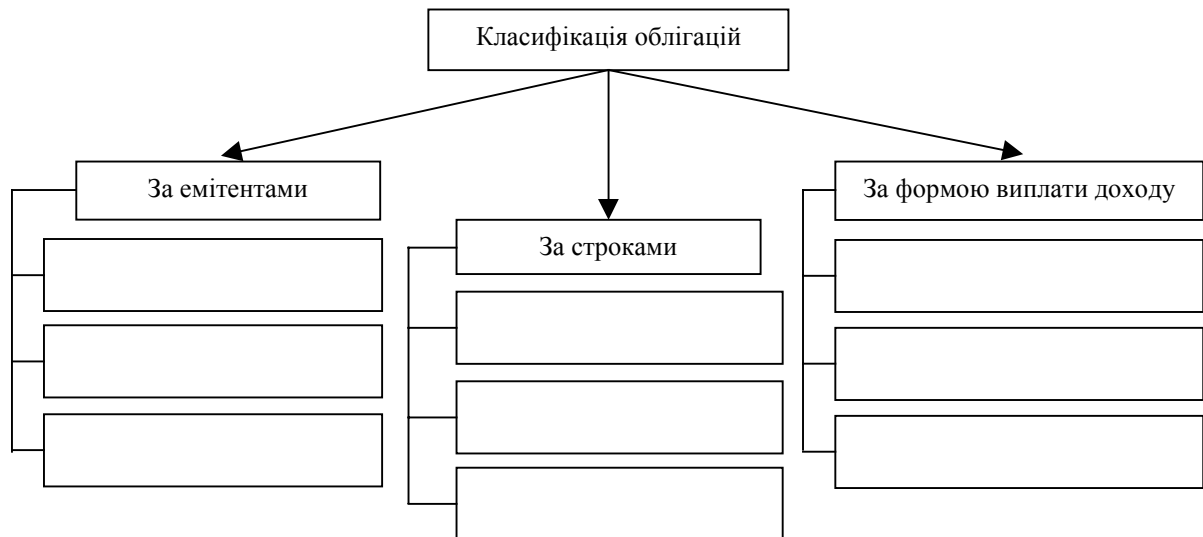 Класифікація облігацій
За емітентами
За строками
За формою виплати доходу